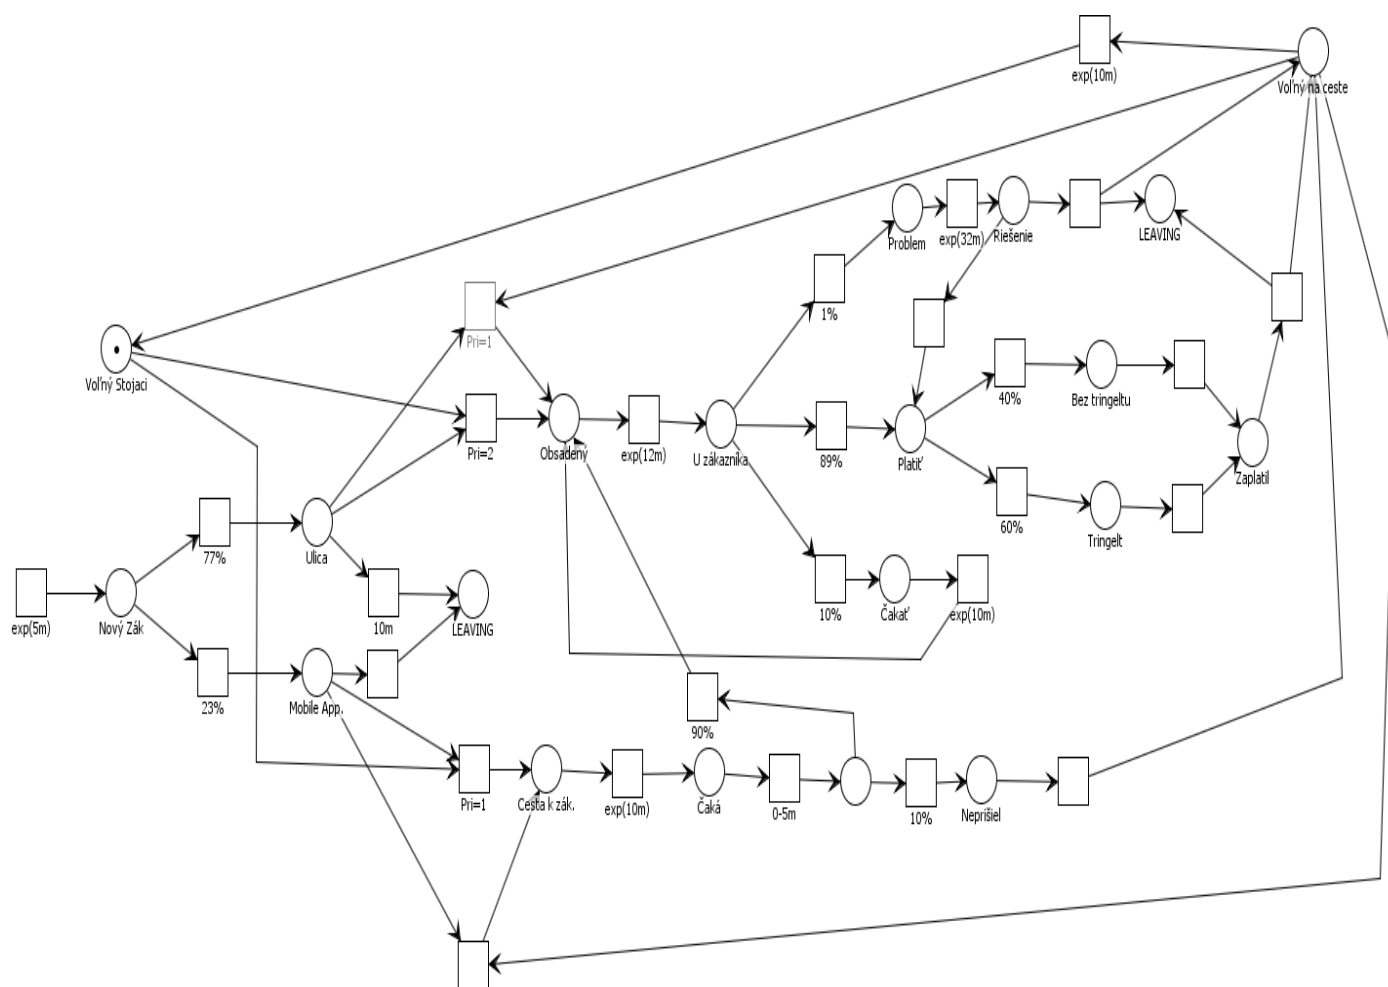 exp(10m)
Voľný na ceste
Problem
exp(32m)
Riešenie
LEAVING
1%
Pri=1
Voľný Stojaci
40%
Bez tringeltu
Obsadený
exp(12m)
U zákazníka
89%
Platiť
Pri=2
Zaplatil
60%
Tringelt
77%
Ulica
exp(5m)
Nový Zák
10m
LEAVING
10%
Čakať
exp(10m)
23%
Mobile App.
90%
Pri=1
Cesta k zák.
exp(10m)
Čaká
0-5m
10%
Neprišiel